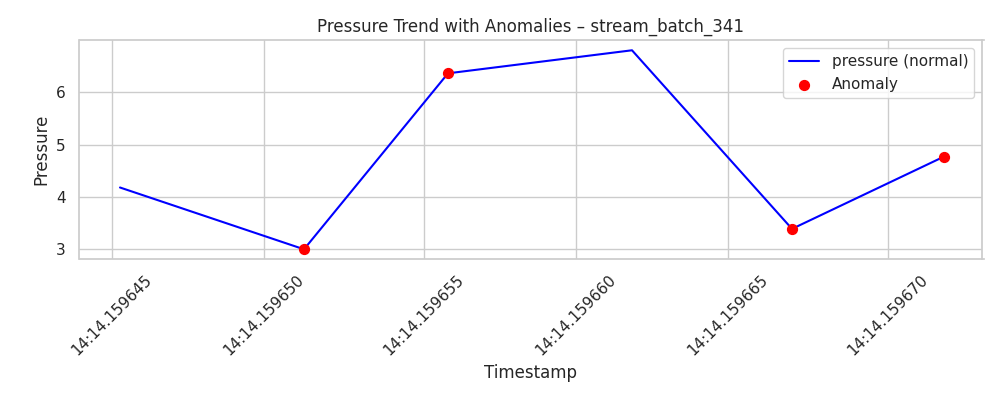 Pressure Trend with Anomalies – stream_batch_341
pressure (normal)
Anomaly
Pressure
6
5
4
3
14:14.159645
14:14.159650
14:14.159655
14:14.159660
14:14.159665
14:14.159670
Timestamp